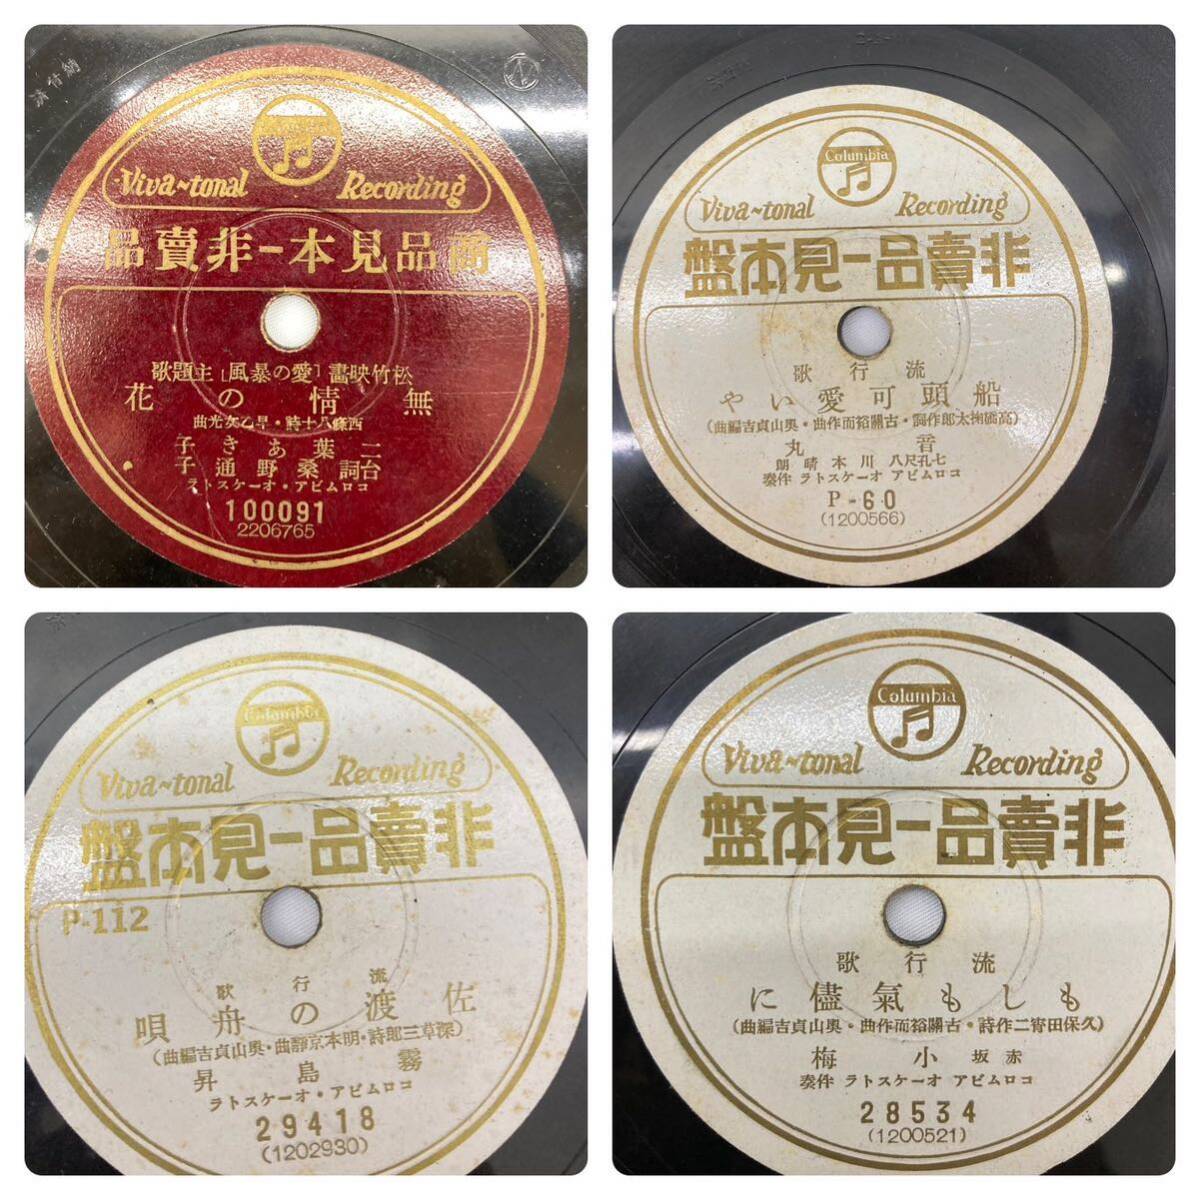 納付済
Viva~tonal Recording
商品見本ー非賣品
松竹映畫［愛の暴風］主題歌
無情の花
西條八十詩・早乙女光曲
二葉あき子
台詞 桑野通子
コロムビア・オーケストラ
100091
2206765
Columbia
Viva~tonal Recording
非賣品ー見本盤
流行歌
船頭可愛いや
(高橋掬太郎作詞・古關裕而作曲・奥山貞吉編曲)
音丸
七孔尺八 川本晴朗
コロムビア オーケストラ 伴奏
P-60
(1200566)
Columbia
Viva~tonal Recording
非賣品ー見本盤
P-112
流行歌
佐渡の舟唄
(深草三郎詩・明本京靜曲・奥山貞吉編曲)
霧島昇
コロムビア・オーケストラ
29418
(1202930)
Columbia
Viva~tonal Recording
非賣品ー見本盤
流行歌
もしも氣儘に
(久保田宵二作詩・古關裕而作曲・奥山貞吉編曲)
赤坂 小梅
コロムビア オーケストラ 伴奏
28534
(1200521)